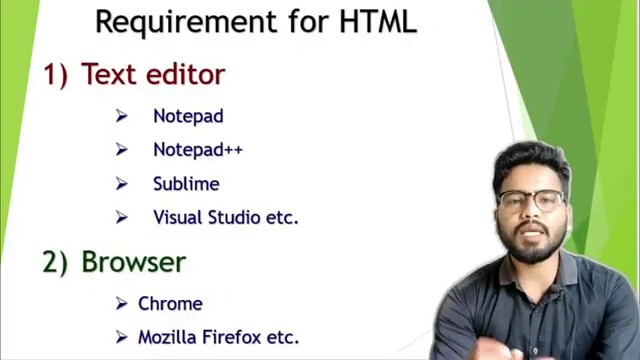 Requirement for HTML
1) Text editor
➢ Notepad
➢ Notepad++
➢ Sublime
➢ Visual Studio etc.
2) Browser
➢ Chrome
➢ Mozilla Firefox etc.